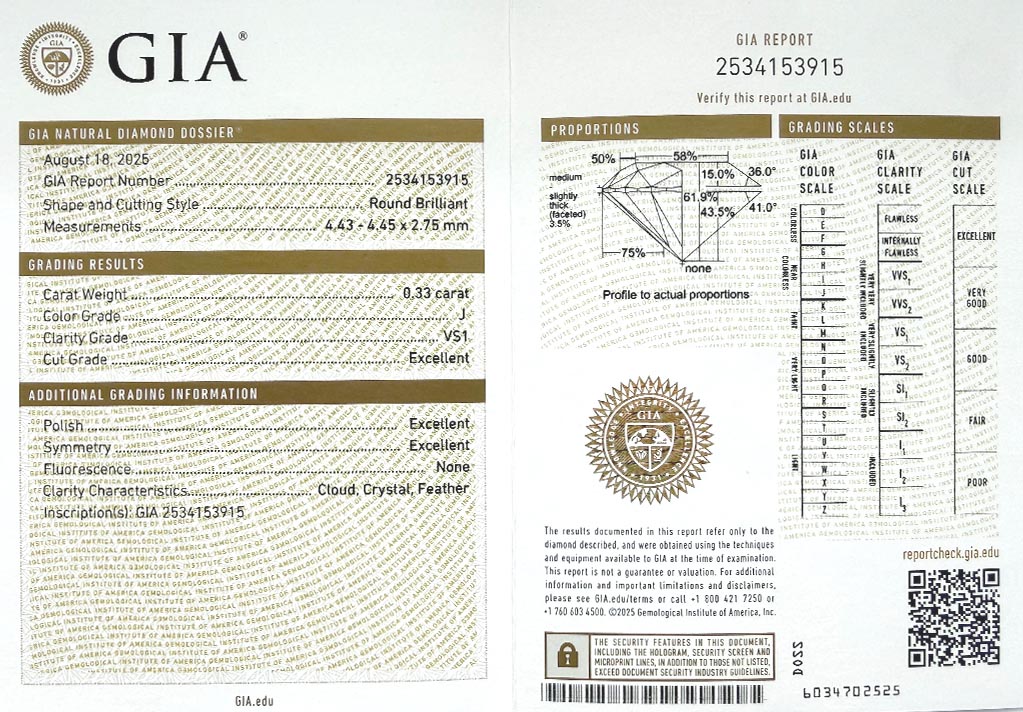 GIA®
GIA NATURAL DIAMOND DOSSIER®
August 18, 2025
GIA Report Number 2534153915
Shape and Cutting Style Round Brilliant
Measurements 4.43 - 4.45 x 2.75 mm
GRADING RESULTS
Carat Weight 0.33 carat
Color Grade J
Clarity Grade VS1
Cut Grade Excellent
ADDITIONAL GRADING INFORMATION
Polish Excellent
Symmetry Excellent
Fluorescence None
Clarity Characteristics Cloud, Crystal, Feather
Inscription(s): GIA 2534153915
GIA.edu
GIA REPORT
2534153915
Verify this report at GIA.edu
PROPORTIONS
50%
58%
medium
slightly
thick
(faceted)
3.5%
15.0%
36.0°
61.9%
43.5%
41.0°
75%
none
Profile to actual proportions
GIA
The results documented in this report refer only to the
diamond described, and were obtained using the techniques
and equipment available to GIA at the time of examination.
This report is not a guarantee or valuation. For additional
information and important limitations and disclaimers,
please see GIA.edu/terms or call +1 800 421 7250 or
+1 760 603 4500. ©2025 Gemological Institute of America, Inc.
THE SECURITY FEATURES IN THIS DOCUMENT,
INCLUDING THE HOLOGRAM, SECURITY SCREEN AND
MICROPRINT LINES, IN ADDITION TO THOSE NOT LISTED,
EXCEED DOCUMENT SECURITY INDUSTRY GUIDELINES.
GRADING SCALES
GIA
COLOR
SCALE
COLORLESS
D
E
F
NEAR
COLORLESS
G
H
I
J
FAINT
K
L
M
VERY LIGHT
N
O
P
Q
R
LIGHT
S
T
U
V
W
X
Y
Z
GIA
CLARITY
SCALE
FLAWLESS
INTERNALLY
FLAWLESS
VERY VERY
SLIGHTLY INCLUDED
VVS1
VVS2
VERY SLIGHTLY
INCLUDED
VS1
VS2
SLIGHTLY
INCLUDED
SI1
SI2
INCLUDED
I1
I2
I3
GIA
CUT
SCALE
EXCELLENT
VERY
GOOD
GOOD
FAIR
POOR
reportcheck.gia.edu
DO22
6034702525